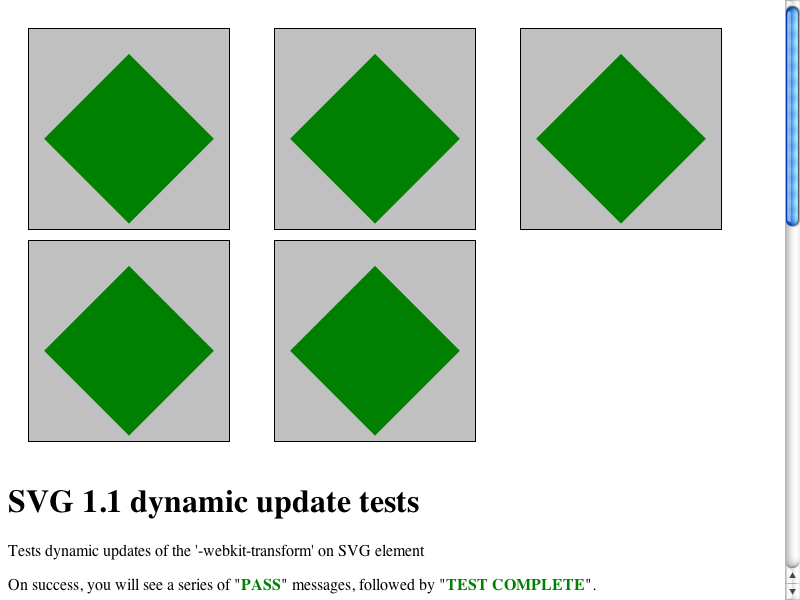 SVG 1.1 dynamic update tests
Tests dynamic updates of the '-webkit-transform' on SVG element
On success, you will see a series of "PASS" messages, followed by "TEST COMPLETE".